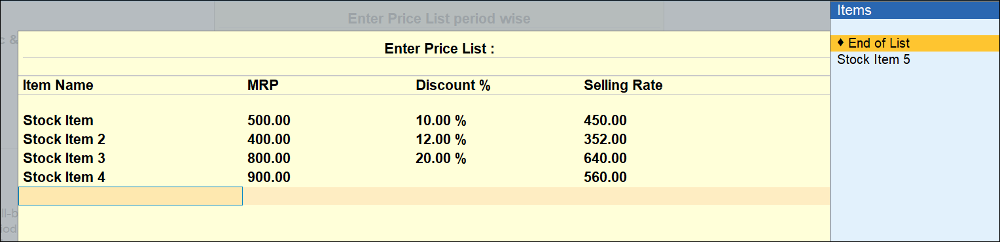 Enter Price List period wise
Items
c &
Enter Price List :
♦ End of List
Stock Item 5
Item Name MRP Discount % Selling Rate
Stock Item 500.00 10.00 % 450.00
Stock Item 2 400.00 12.00 % 352.00
Stock Item 3 800.00 20.00 % 640.00
Stock Item 4 900.00 560.00
ll-b
iod